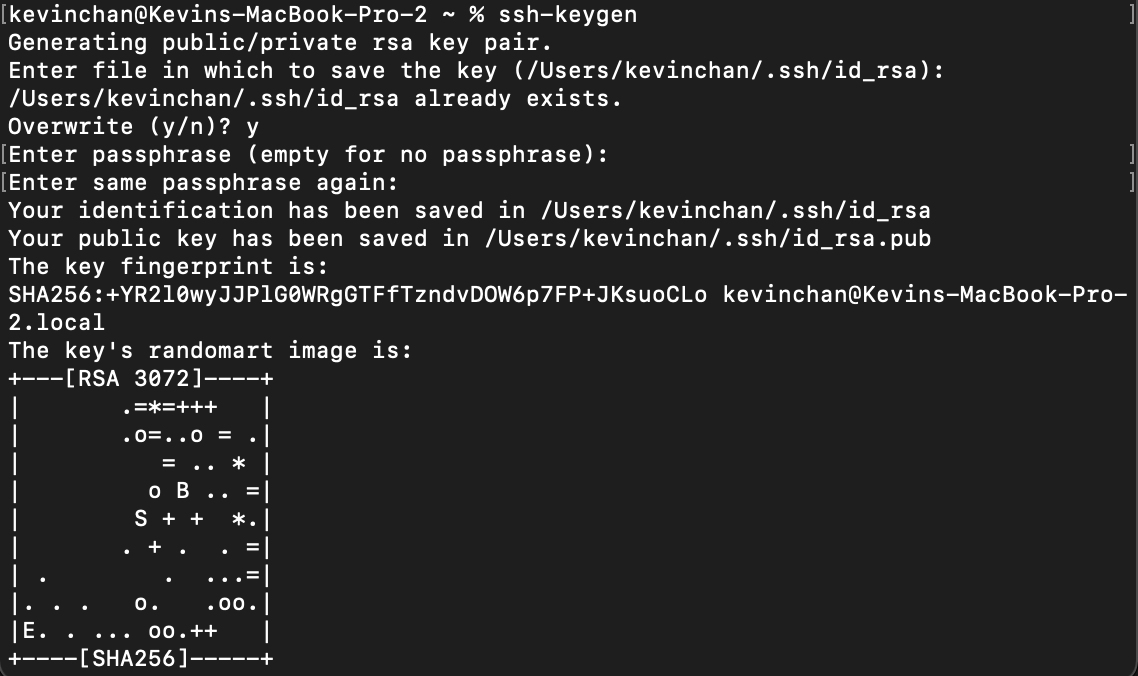 [kevinchan@Kevins-MacBook-Pro-2 ~ % ssh-keygen ]
Generating public/private rsa key pair.
Enter file in which to save the key (/Users/kevinchan/.ssh/id_rsa):
/Users/kevinchan/.ssh/id_rsa already exists.
Overwrite (y/n)? y
[Enter passphrase (empty for no passphrase): ]
[Enter same passphrase again: ]
Your identification has been saved in /Users/kevinchan/.ssh/id_rsa
Your public key has been saved in /Users/kevinchan/.ssh/id_rsa.pub
The key fingerprint is:
SHA256:+YR2l0wyJJPlG0WRgGTFfTzndvDOW6p7FP+JKsuoCLo kevinchan@Kevins-MacBook-Pro-
2.local
The key's randomart image is:
+---[RSA 3072]----+
|       .=*=+++   |
|       .o=..o = .|
|          = .. * |
|         o B .. =|
|        S + +  *.|
|       . + .  . =|
| .        .  ...=|
|. . .   o.   .oo.|
|E. . ... oo.++   |
+----[SHA256]-----+